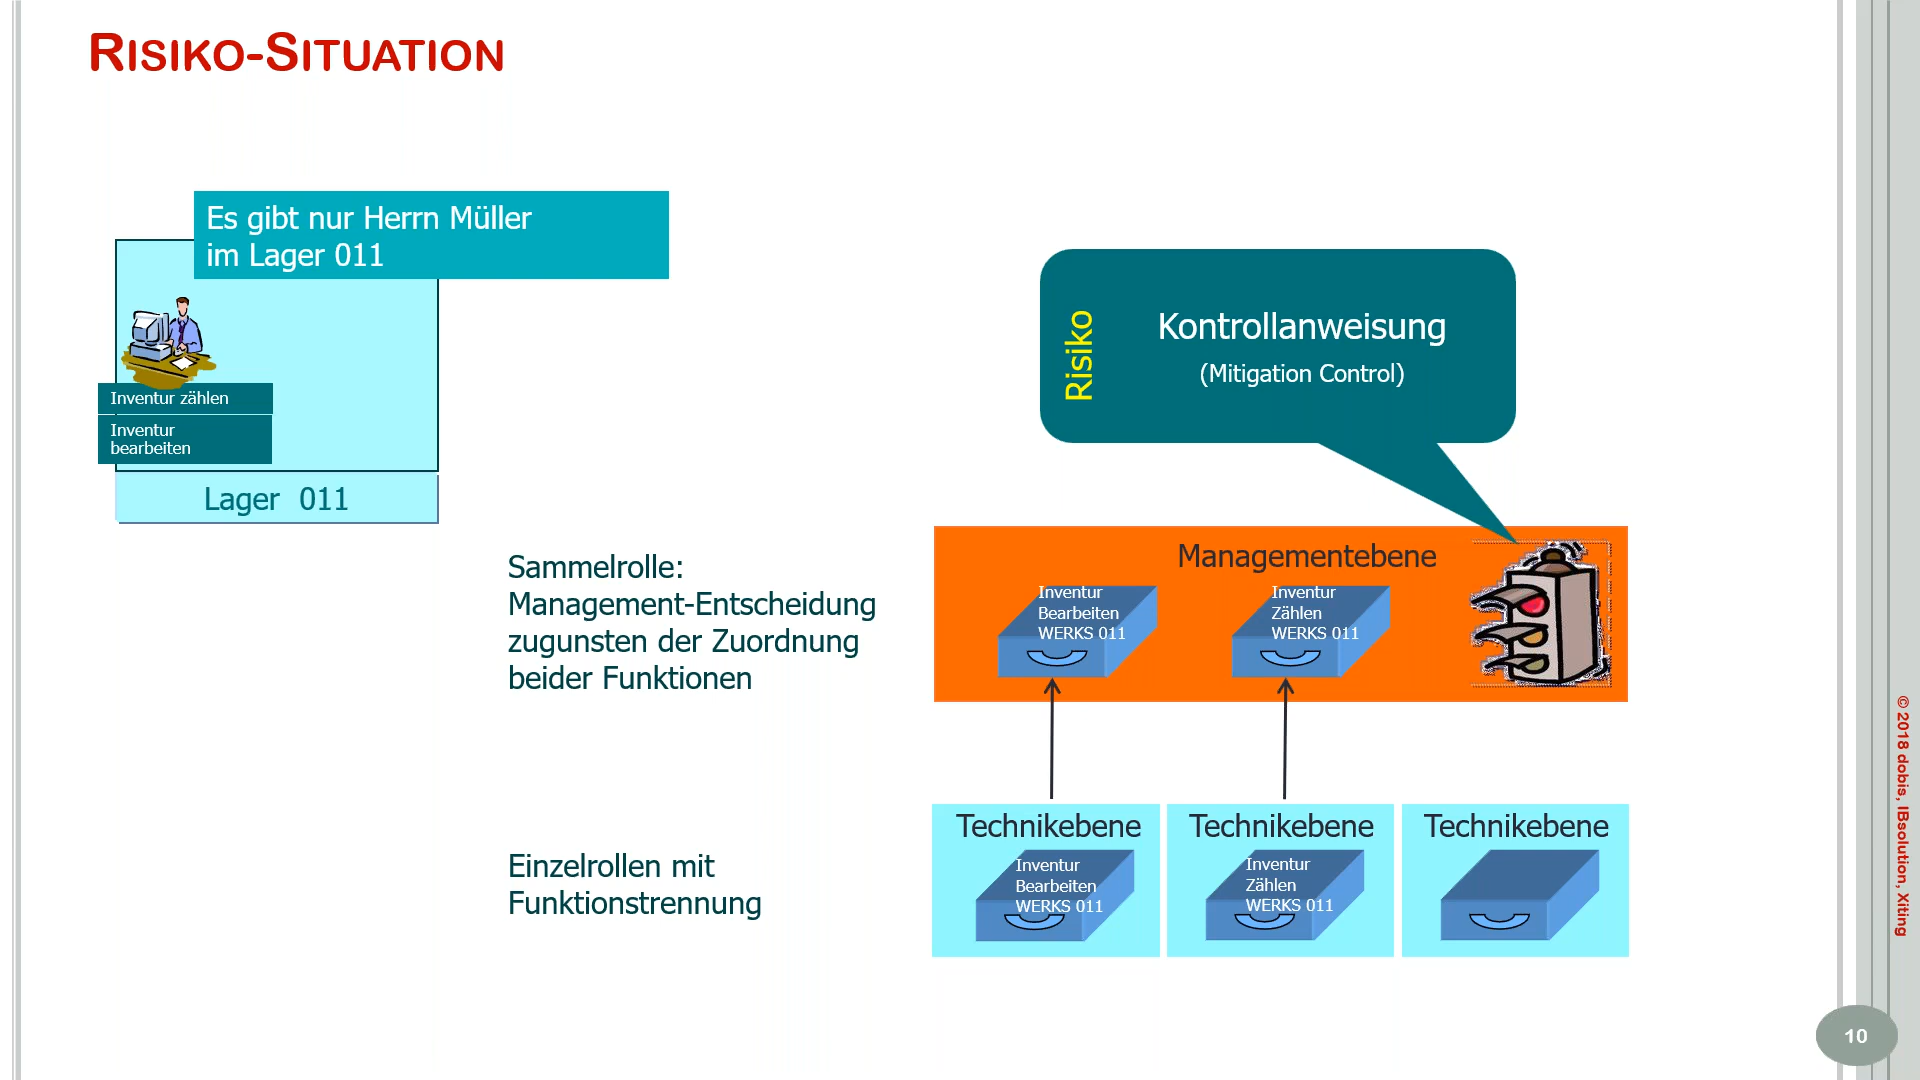 RISIKO-SITUATION
Es gibt nur Herrn Müller
im Lager 011
Inventur zählen
Inventur
bearbeiten
Lager 011
Risiko
Kontrollanweisung
(Mitigation Control)
Sammelrolle:
Management-Entscheidung
zugunsten der Zuordnung
beider Funktionen
Managementebene
Inventur
Bearbeiten
WERKS 011
Inventur
Zählen
WERKS 011
Einzelrollen mit
Funktionstrennung
Technikebene
Inventur
Bearbeiten
WERKS 011
Technikebene
Inventur
Zählen
WERKS 011
Technikebene
© 2018 dobis, IBsolution, Xiting
10